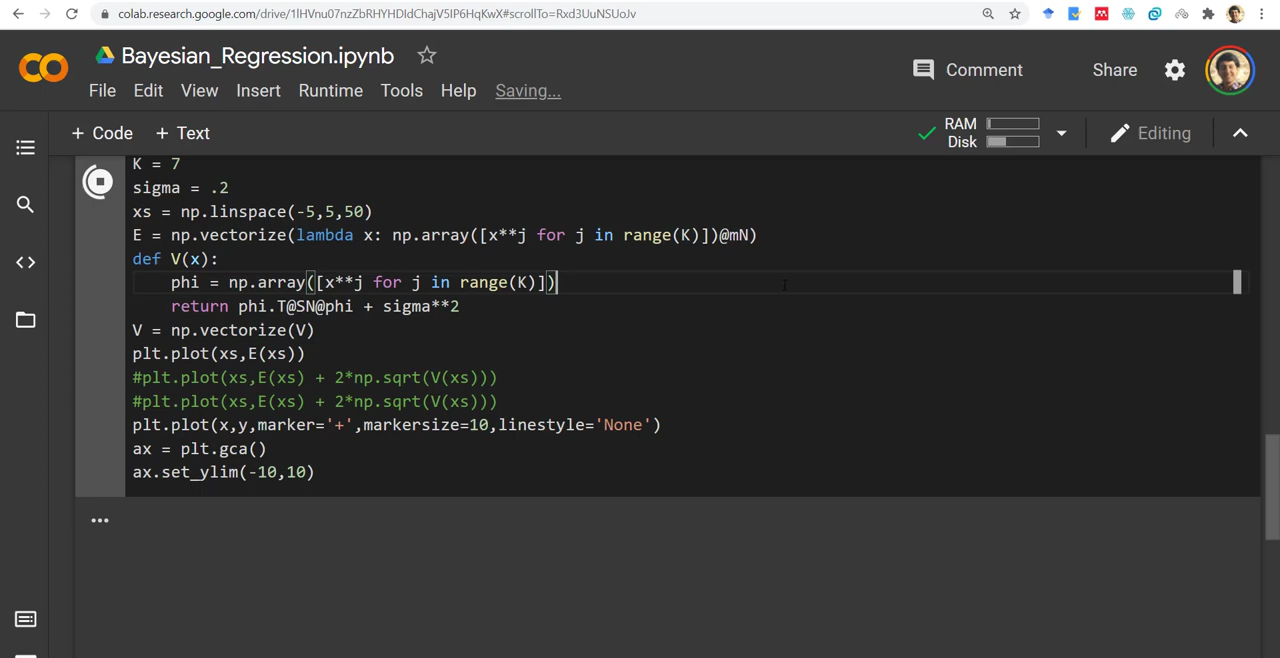 colab.research.google.com/drive/1lHVnu07nzZbRHYHDIdChajV5IP6HqKwX#scrollTo=Rxd3UuNSUoJv
Bayesian_Regression.ipynb
Comment
Share
File Edit View Insert Runtime Tools Help Saving...
+ Code + Text
RAM
Disk
Editing
K = 7
sigma = .2
xs = np.linspace(-5,5,50)
E = np.vectorize(lambda x: np.array([x**j for j in range(K)])@mN)
def V(x):
    phi = np.array([x**j for j in range(K)])
    return phi.T@SN@phi + sigma**2
V = np.vectorize(V)
plt.plot(xs,E(xs))
#plt.plot(xs,E(xs) + 2*np.sqrt(V(xs)))
#plt.plot(xs,E(xs) + 2*np.sqrt(V(xs)))
plt.plot(x,y,marker='+',markersize=10,linestyle='None')
ax = plt.gca()
ax.set_ylim(-10,10)